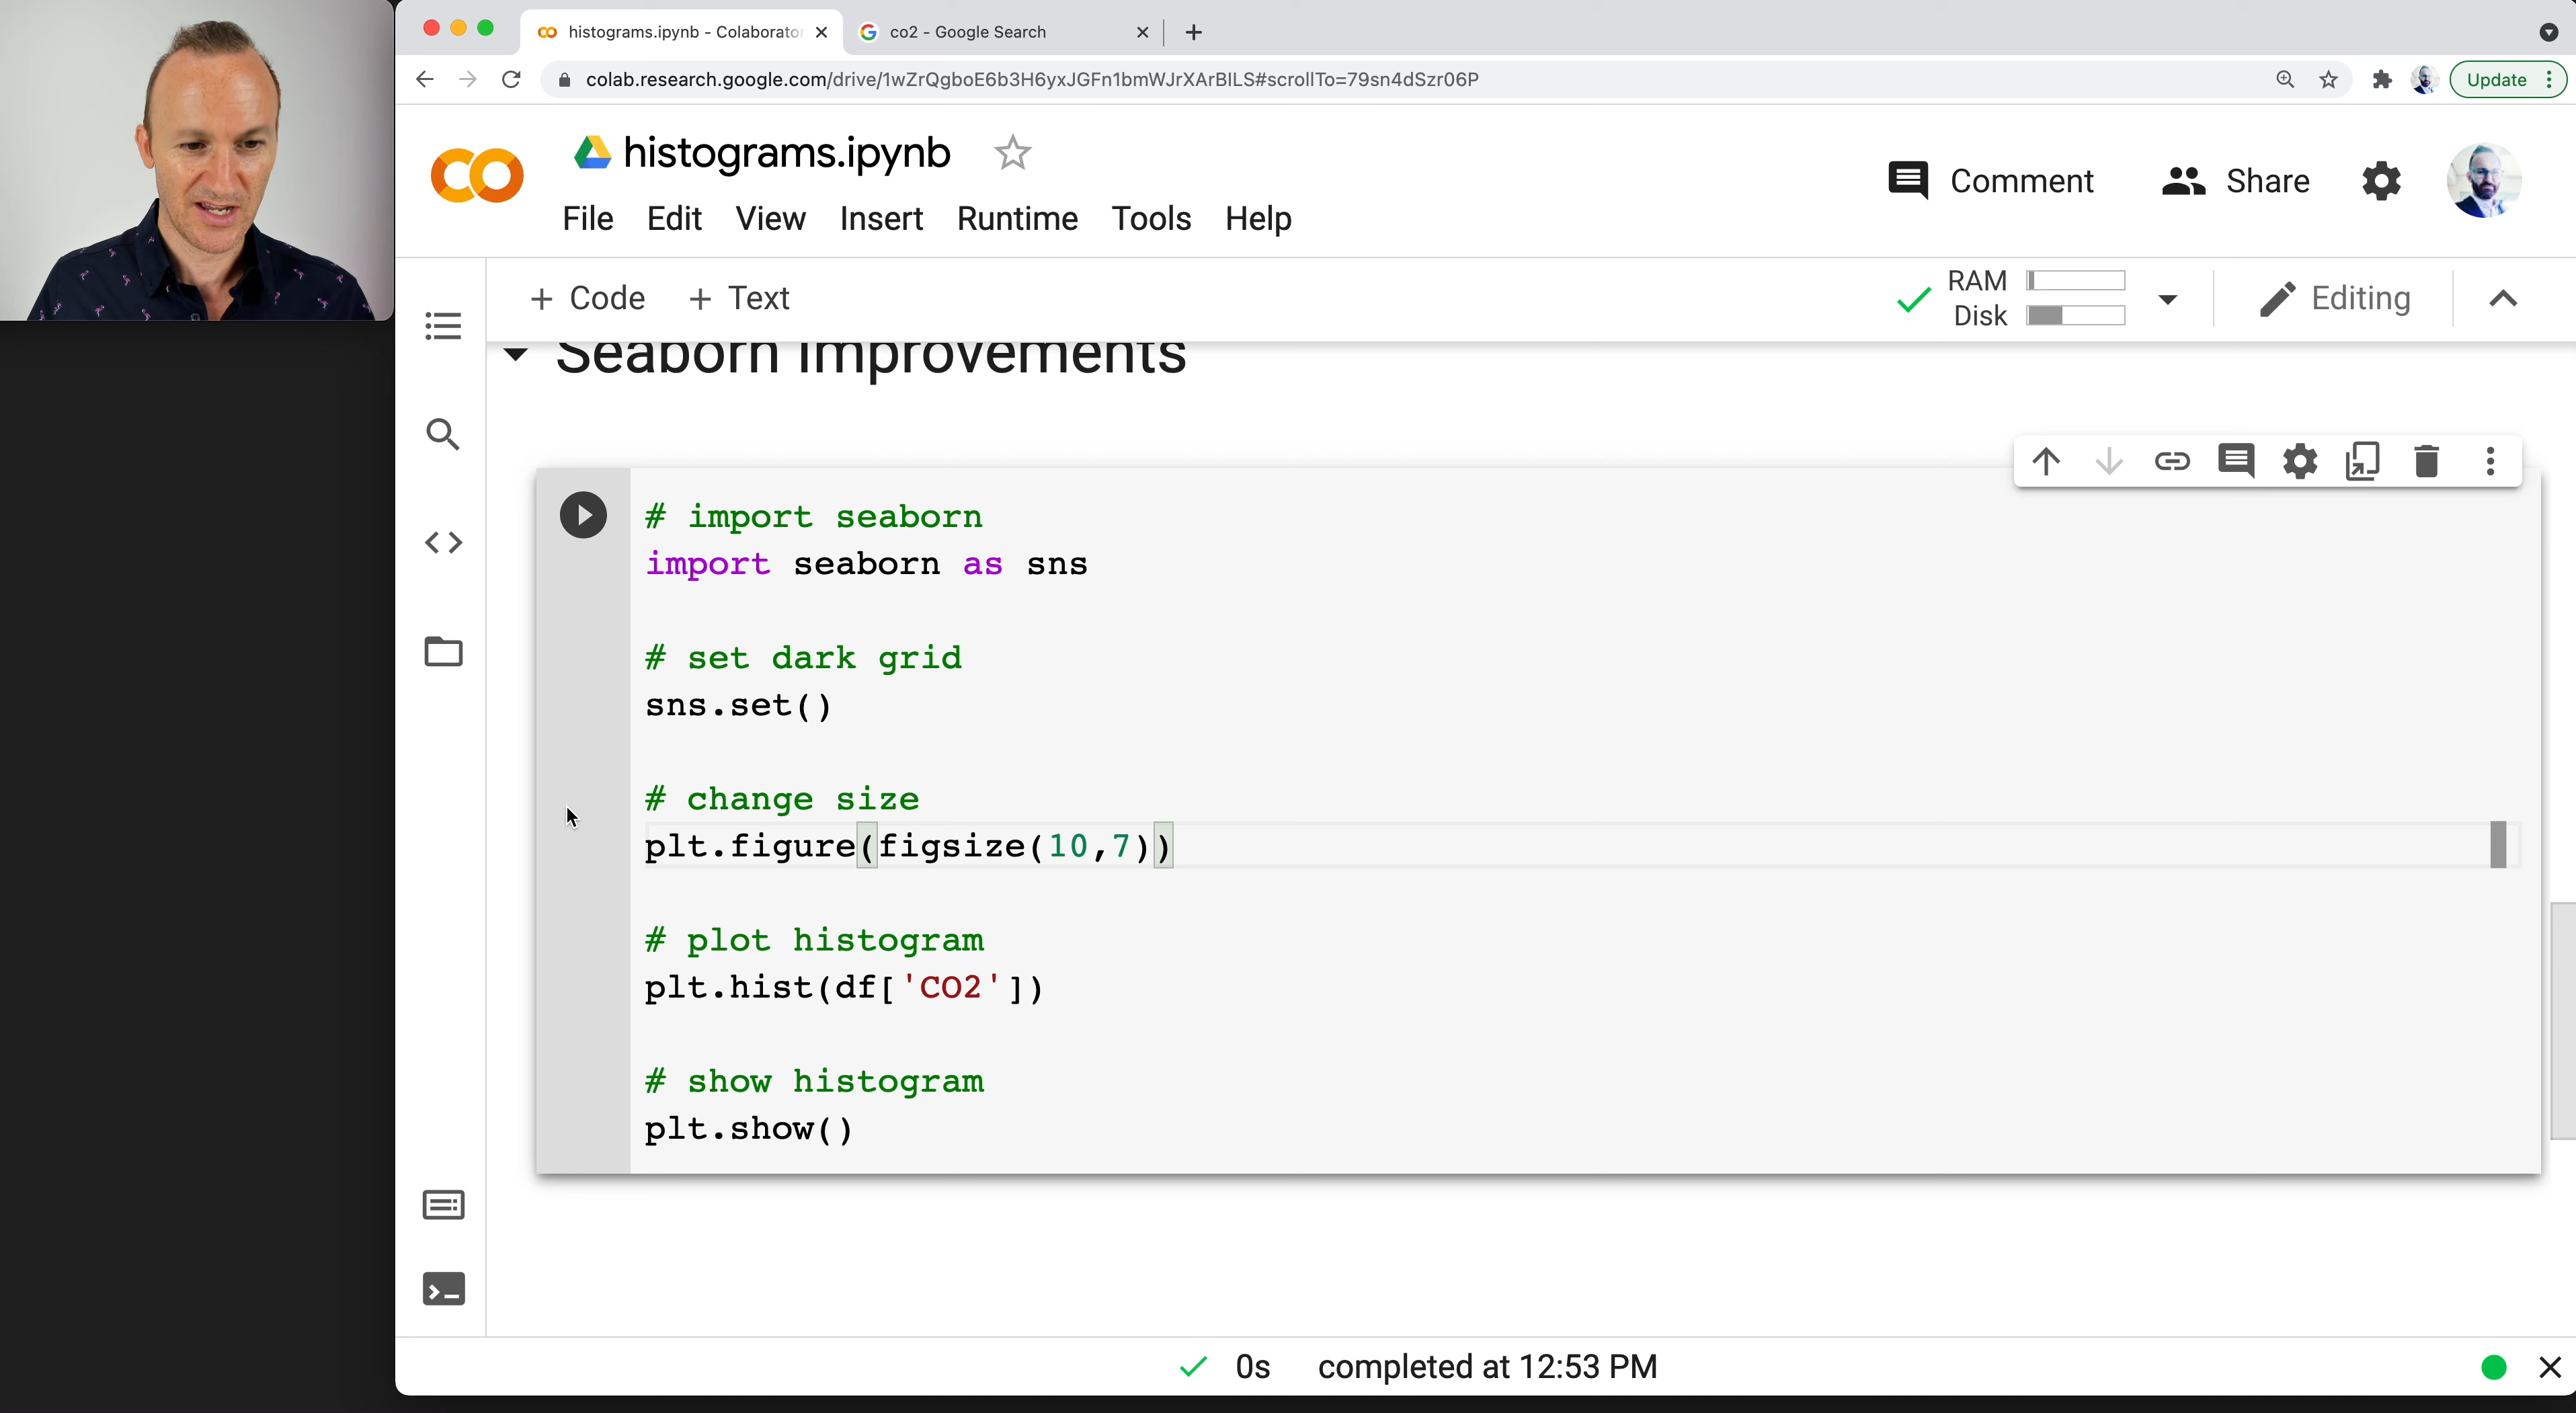 histograms.ipynb - Colaborator
co2 - Google Search
colab.research.google.com/drive/1wZrQgboE6b3H6yxJGFn1bmWJrXArBlLS#scrollTo=79sn4dSzr06P
Update
histograms.ipynb
Comment
Share
File Edit View Insert Runtime Tools Help
+ Code + Text
RAM
Disk
Editing
Seaborn Improvements
# import seaborn
import seaborn as sns
# set dark grid
sns.set()
# change size
plt.figure(figsize(10,7))
# plot histogram
plt.hist(df['CO2'])
# show histogram
plt.show()
0s completed at 12:53 PM